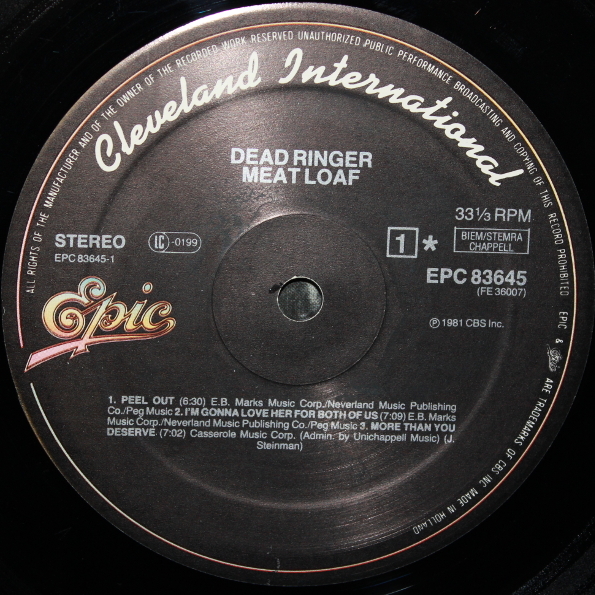 ALL RIGHTS OF THE MANUFACTURER AND OF THE OWNER OF THE RECORDED WORK RESERVED UNAUTHORIZED PUBLIC PERFORMANCE BROADCASTING AND COPYING OF THIS RECORD PROHIBITED
Cleveland International
DEAD RINGER
MEAT LOAF
STEREO
LC -0199
EPC 83645-1
33⅓ RPM
1 *
BIEM/STEMRA
CHAPPELL
EPC 83645
(FE 36007)
Epic
℗ 1981 CBS Inc.
1. PEEL OUT (6:30) E.B. Marks Music Corp./Neverland Music Publishing
Co./Peg Music 2. I'M GONNA LOVE HER FOR BOTH OF US (7:09) E.B. Marks
Music Corp./Neverland Music Publishing Co./Peg Music 3. MORE THAN YOU
DESERVE (7:02) Casserole Music Corp. (Admin. by Unichappell Music) (J.
Steinman)
EPIC & ARE TRADEMARKS OF CBS INC MADE IN HOLLAND